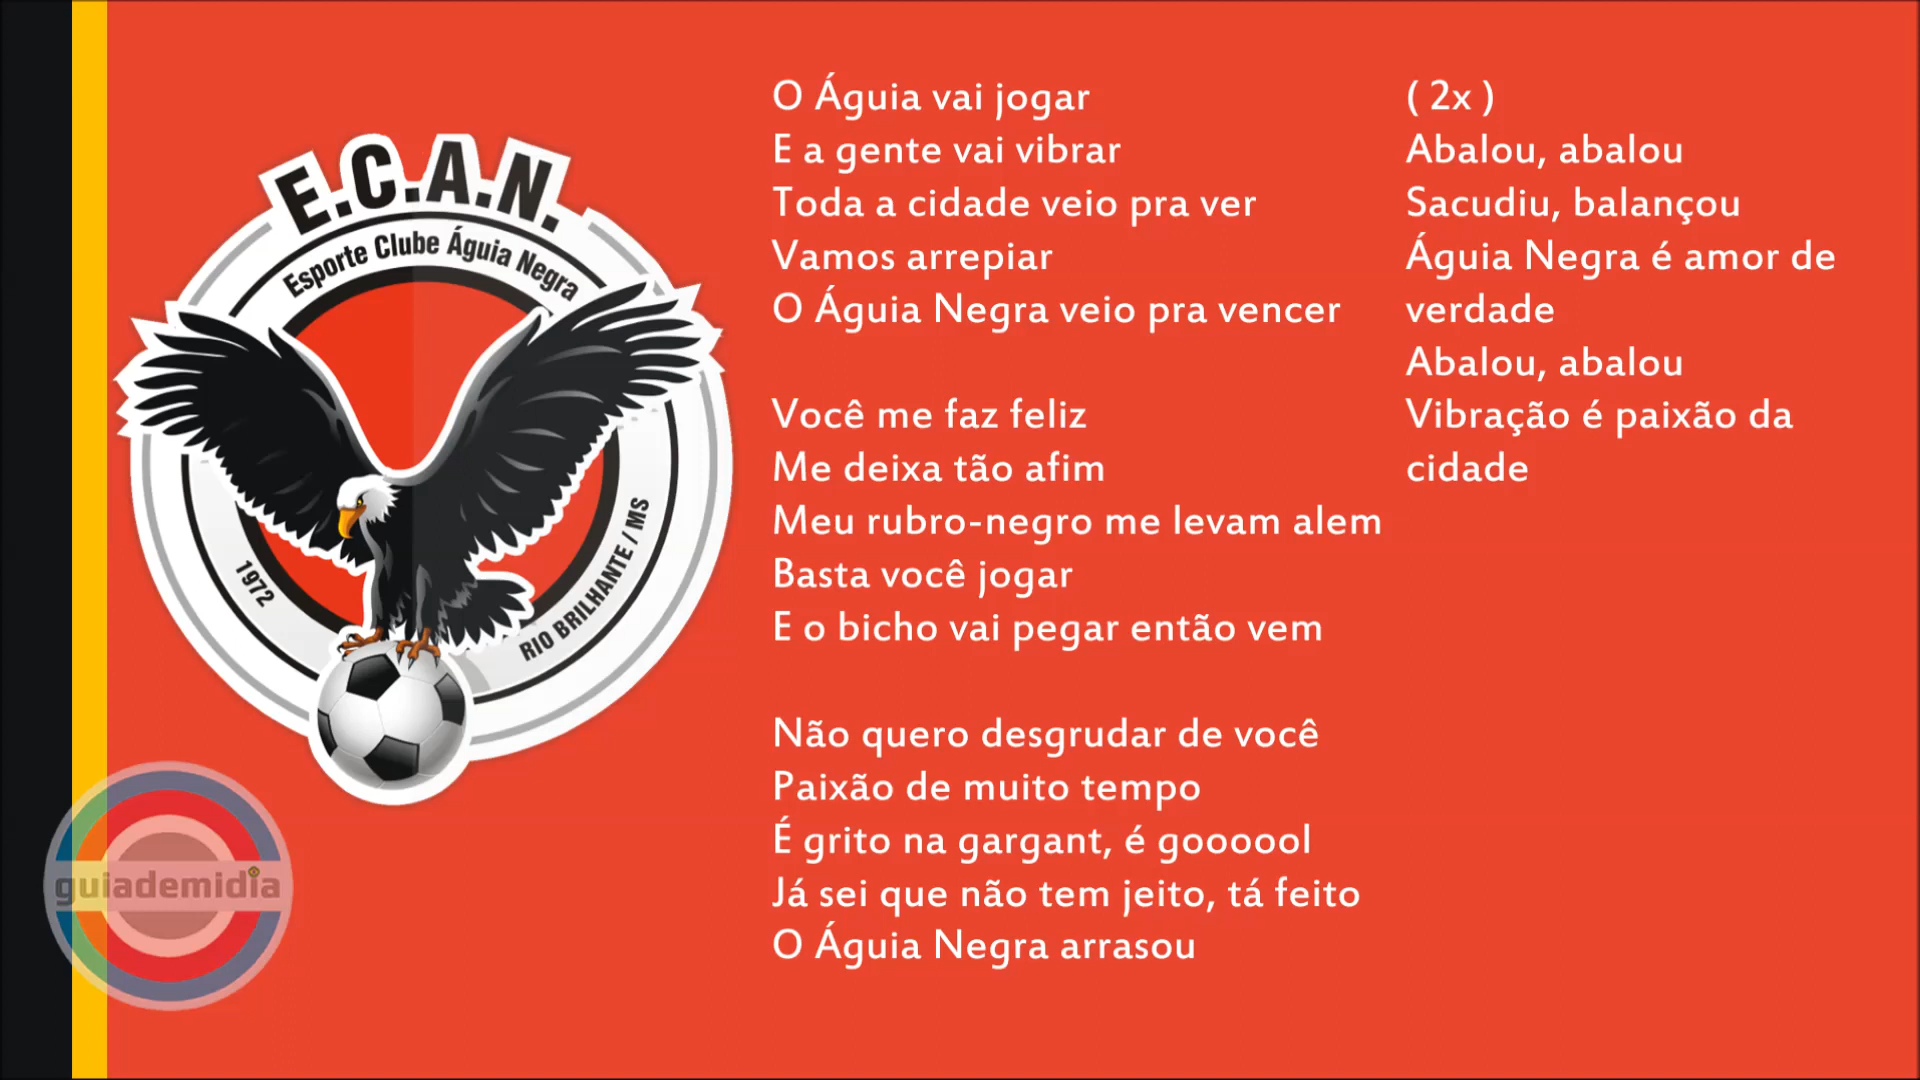 E.C.A.N.
Esporte Clube Águia Negra
1972
RIO BRILHANTE / MS
guiademidia
O Águia vai jogar
E a gente vai vibrar
Toda a cidade veio pra ver
Vamos arrepiar
O Águia Negra veio pra vencer
Você me faz feliz
Me deixa tão afim
Meu rubro-negro me levam alem
Basta você jogar
E o bicho vai pegar então vem
Não quero desgrudar de você
Paixão de muito tempo
É grito na gargant, é goooool
Já sei que não tem jeito, tá feito
O Águia Negra arrasou
( 2x )
Abalou, abalou
Sacudiu, balançou
Águia Negra é amor de
verdade
Abalou, abalou
Vibração é paixão da
cidade